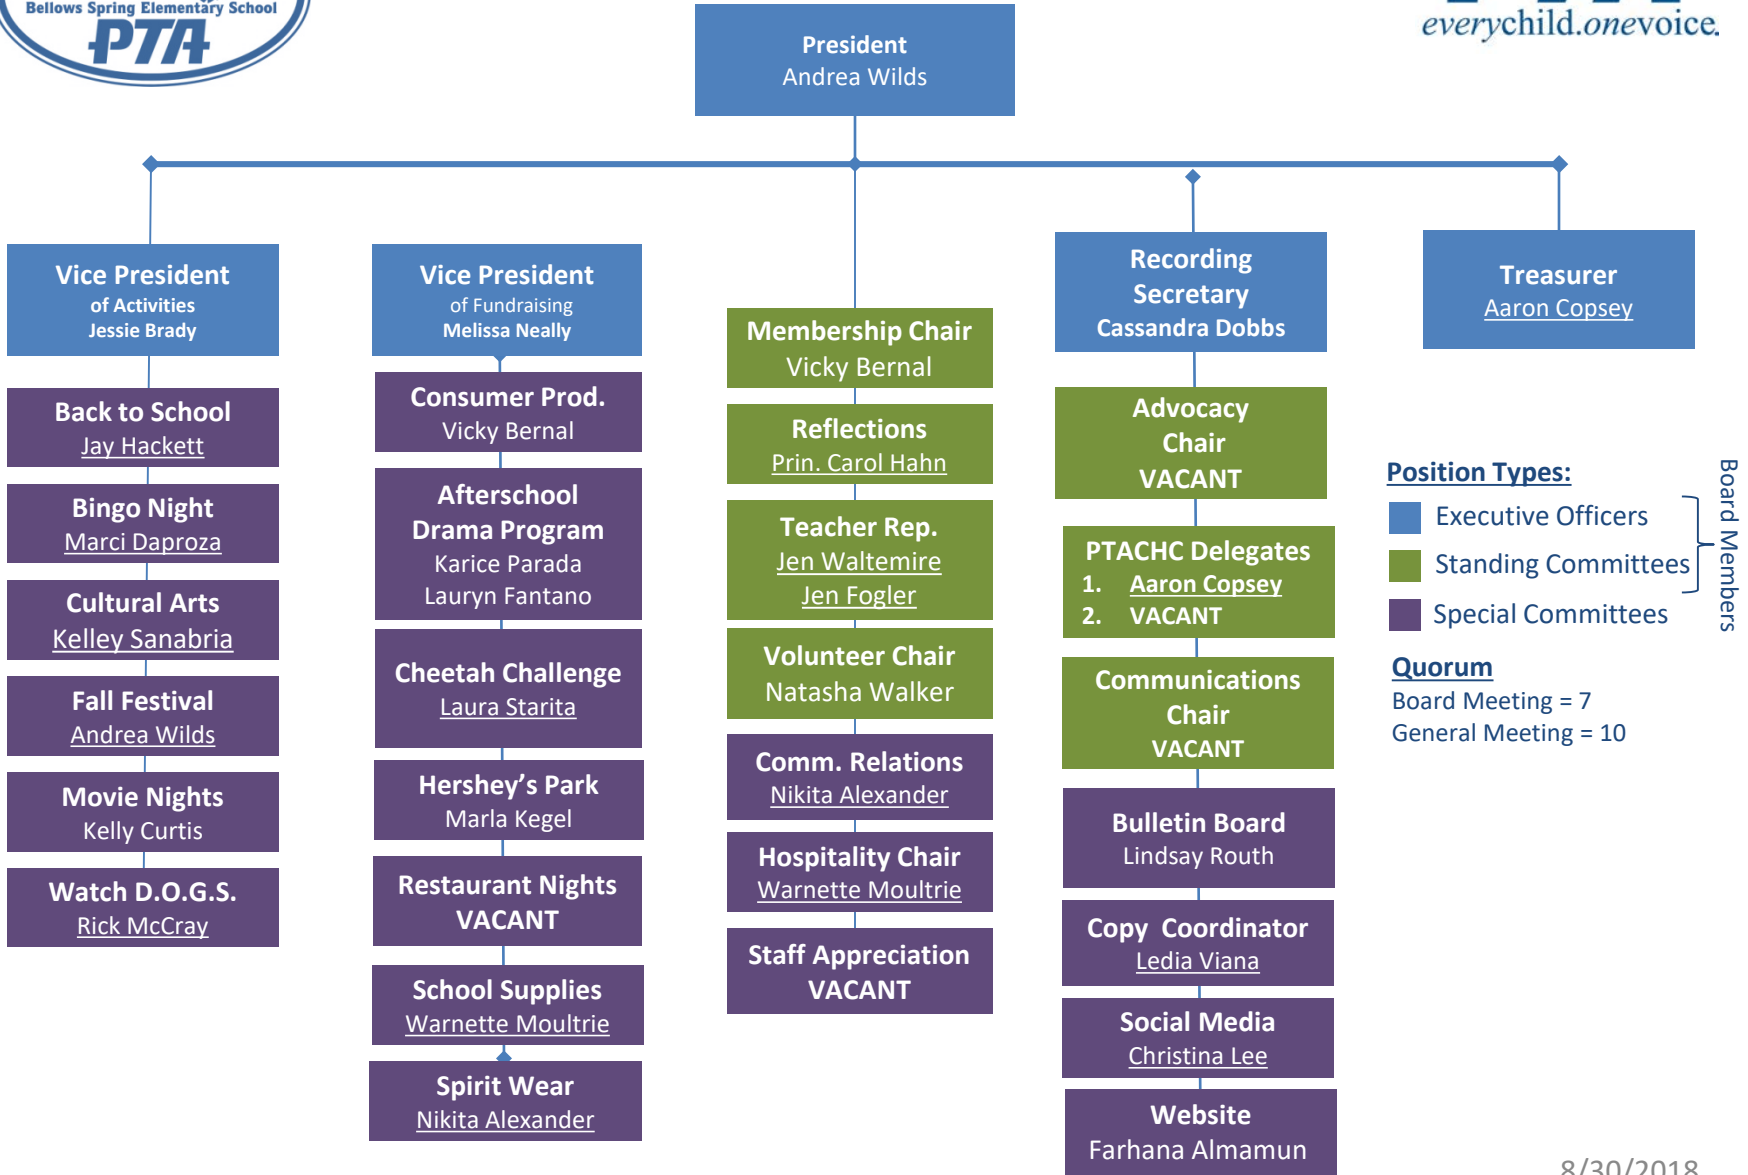 Bellows Spring Elementary School
PTA
everychild.onevoice.
President
Andrea Wilds
Vice President
of Activities
Jessie Brady
Back to School
Jay Hackett
Bingo Night
Marci Daproza
Cultural Arts
Kelley Sanabria
Fall Festival
Andrea Wilds
Movie Nights
Kelly Curtis
Watch D.O.G.S.
Rick McCray
Vice President
of Fundraising
Melissa Neally
Consumer Prod.
Vicky Bernal
Afterschool
Drama Program
Karice Parada
Lauryn Fantano
Cheetah Challenge
Laura Starita
Hershey’s Park
Marla Kegel
Restaurant Nights
VACANT
School Supplies
Warnette Moultrie
Spirit Wear
Nikita Alexander
Membership Chair
Vicky Bernal
Reflections
Prin. Carol Hahn
Teacher Rep.
Jen Waltemire
Jen Fogler
Volunteer Chair
Natasha Walker
Comm. Relations
Nikita Alexander
Hospitality Chair
Warnette Moultrie
Staff Appreciation
VACANT
Recording
Secretary
Cassandra Dobbs
Advocacy
Chair
VACANT
PTACHC Delegates
1. Aaron Copsey
2. VACANT
Communications
Chair
VACANT
Bulletin Board
Lindsay Routh
Copy Coordinator
Ledia Viana
Social Media
Christina Lee
Website
Farhana Almamun
Treasurer
Aaron Copsey
Position Types:
Executive Officers
Standing Committees
Special Committees
Board Members
Quorum
Board Meeting = 7
General Meeting = 10
8/30/2018